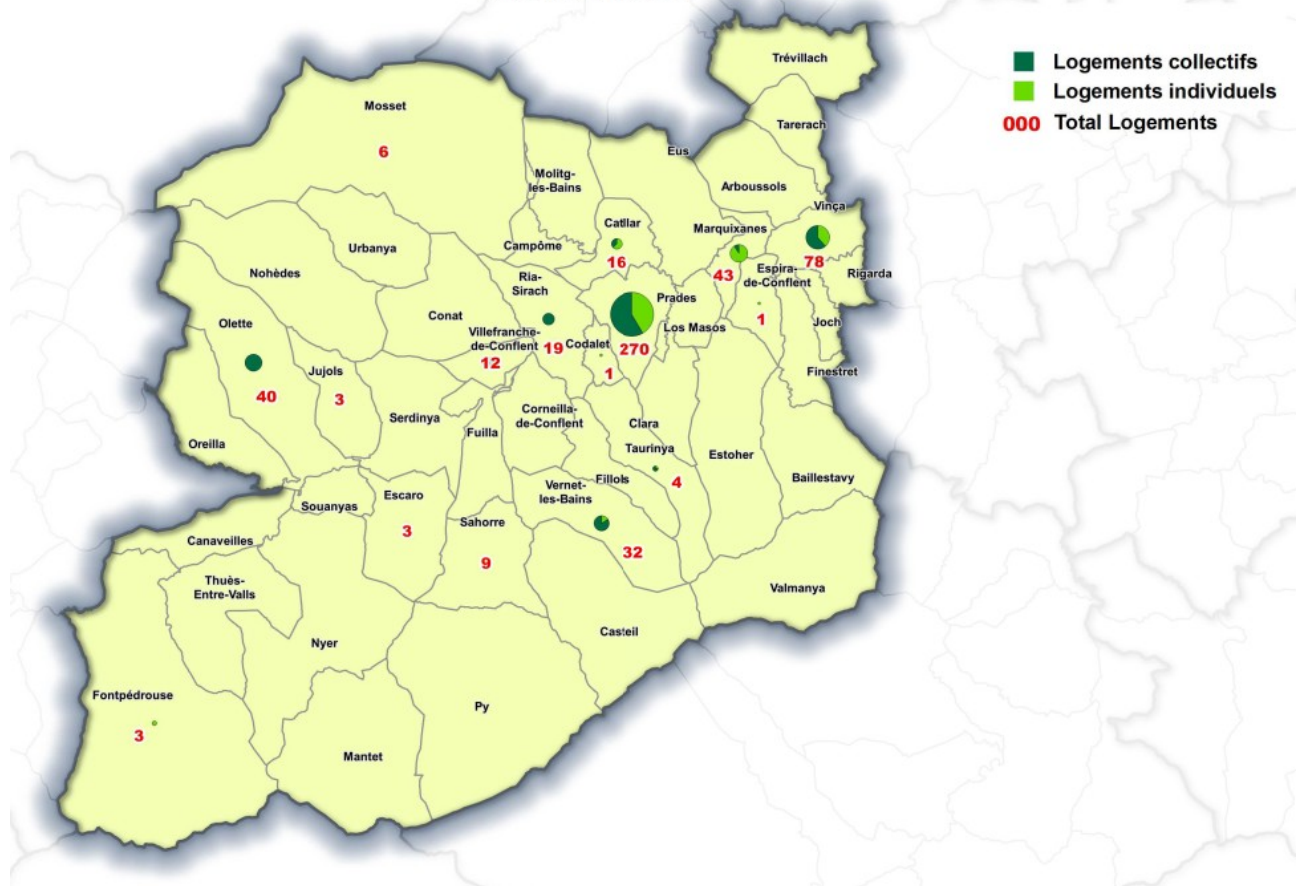 Trévillach
Logements collectifs
Logements individuels
000 Total Logements
Mosset
6
Tarerach
Eus
Molitg-
les-Bains
Arboussols
Vinça
78
Catllar
16
Marquixanes
43
Campôme
Urbanya
Nohèdes
Ria-
Sirach
19
Espira-
de-Conflent
1
Rigarda
Prades
270
Conat
Olette
40
Villefranche-
de-Conflent
12
Codalet
1
Los Masos
Joch
Finestret
Jujols
3
Serdinya
Corneilla-
de-Conflent
Fuilla
Clara
Taurinya
4
Oreilla
Estoher
Baillestavy
Fillols
Vernet-
les-Bains
32
Escaro
3
Souanyas
Sahorre
9
Canaveilles
Thuès-
Entre-Valls
Valmanya
Casteil
Nyer
Fontpédrouse
3
Py
Mantet